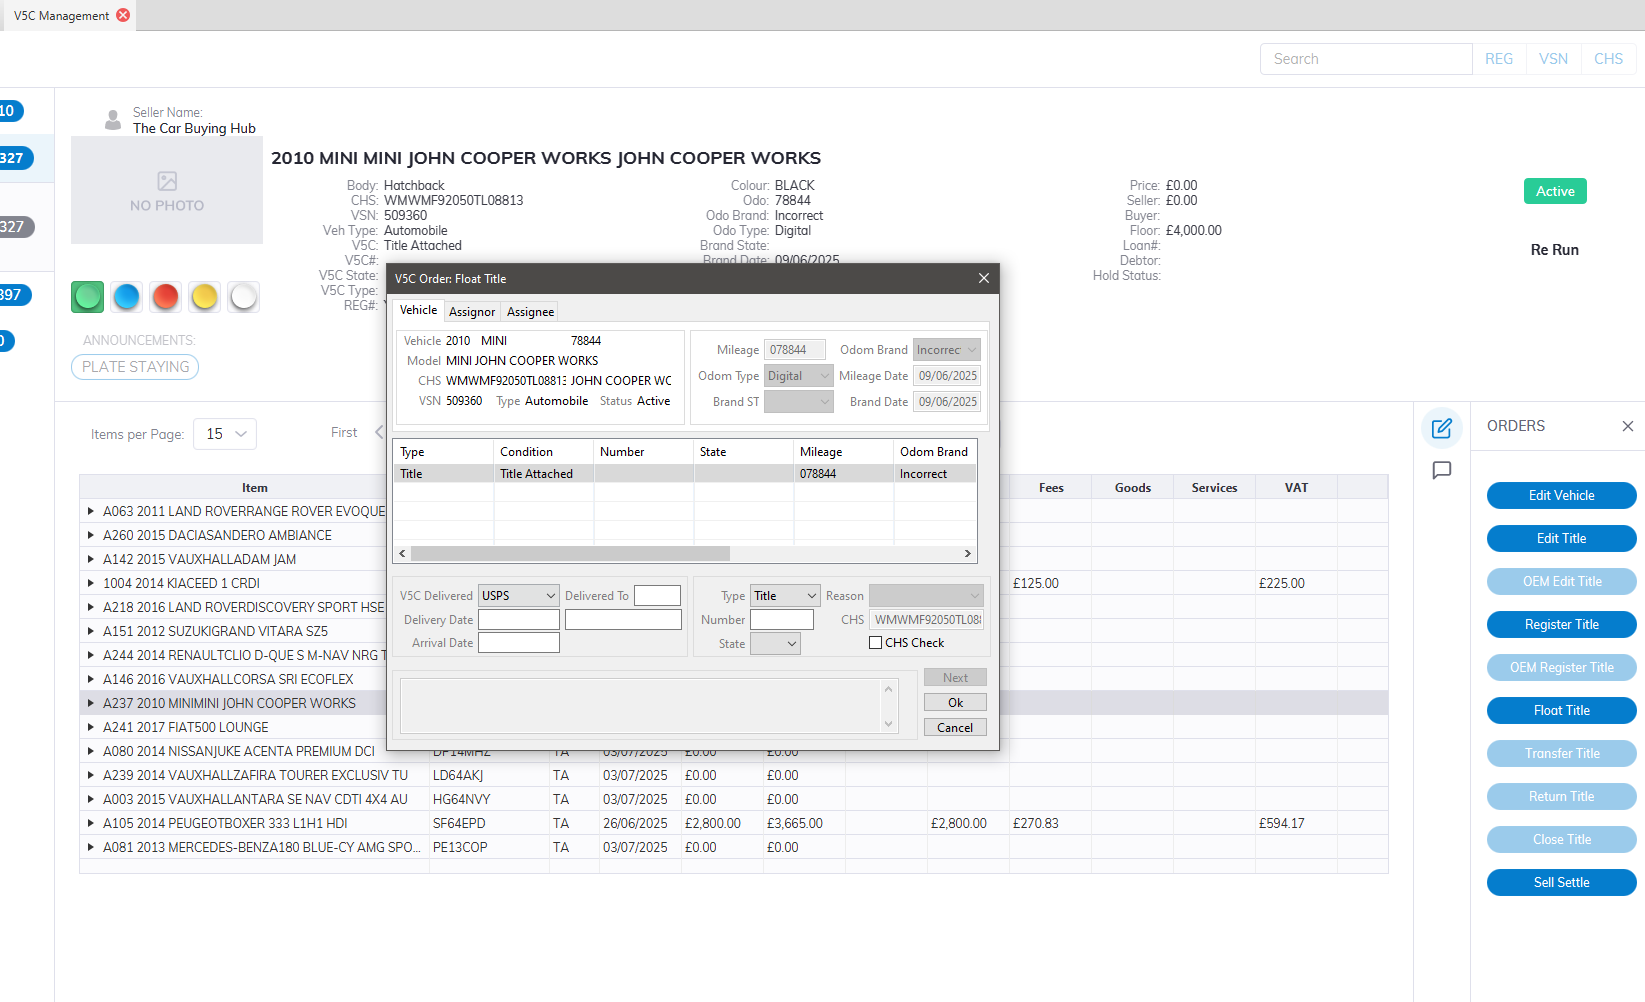 V5C Management
Search REG VSN CHS
10
327
327
397
0
Seller Name:
The Car Buying Hub
NO PHOTO
2010 MINI MINI JOHN COOPER WORKS JOHN COOPER WORKS
Body: Hatchback
CHS: WMWMF92050TL08813
VSN: 509360
Veh Type: Automobile
V5C: Title Attached
V5C#:
V5C State:
V5C Type:
REG#:
Colour: BLACK
Odo: 78844
Odo Brand: Incorrect
Odo Type: Digital
Brand State:
Brand Date: 09/06/2025
Price: £0.00
Seller: £0.00
Buyer:
Floor: £4,000.00
Loan#:
Debtor:
Hold Status:
Active
Re Run
ANNOUNCEMENTS:
PLATE STAYING
Items per Page: 15 First
V5C Order: Float Title
Vehicle Assignor Assignee
Vehicle 2010 MINI 78844
Model MINI JOHN COOPER WORKS
CHS WMWMF92050TL08813 JOHN COOPER WC
VSN 509360 Type Automobile Status Active
Mileage 078844 Odom Brand Incorrec
Odom Type Digital Mileage Date 09/06/2025
Brand ST Brand Date 09/06/2025
Type Condition Number State Mileage Odom Brand
Title Title Attached 078844 Incorrect
V5C Delivered USPS Delivered To
Delivery Date
Arrival Date
Type Title Reason
Number CHS WMWMF92050TL08
State CHS Check
Next
Ok
Cancel
Item Fees Goods Services VAT
A063 2011 LAND ROVERRANGE ROVER EVOQUE
A260 2015 DACIASANDERO AMBIANCE
A142 2015 VAUXHALLADAM JAM
1004 2014 KIACEED 1 CRDI £125.00 £225.00
A218 2016 LAND ROVERDISCOVERY SPORT HSE
A151 2012 SUZUKIGRAND VITARA SZ5
A244 2014 RENAULTCLIO D-QUE S M-NAV NRG T
A146 2016 VAUXHALLCORSA SRI ECOFLEX
A237 2010 MINIMINI JOHN COOPER WORKS
A241 2017 FIAT500 LOUNGE
A080 2014 NISSANJUKE ACENTA PREMIUM DCI DF14MHZ TA 03/07/2025 £0.00 £0.00
A239 2014 VAUXHALLZAFIRA TOURER EXCLUSIV TU LD64AKJ TA 03/07/2025 £0.00 £0.00
A003 2015 VAUXHALLANTARA SE NAV CDTI 4X4 AU HG64NVY TA 03/07/2025 £0.00 £0.00
A105 2014 PEUGEOTBOXER 333 L1H1 HDI SF64EPD TA 26/06/2025 £2,800.00 £3,665.00 £2,800.00 £270.83 £594.17
A081 2013 MERCEDES-BENZA180 BLUE-CY AMG SPO... PE13COP TA 03/07/2025 £0.00 £0.00
ORDERS
Edit Vehicle
Edit Title
OEM Edit Title
Register Title
OEM Register Title
Float Title
Transfer Title
Return Title
Close Title
Sell Settle